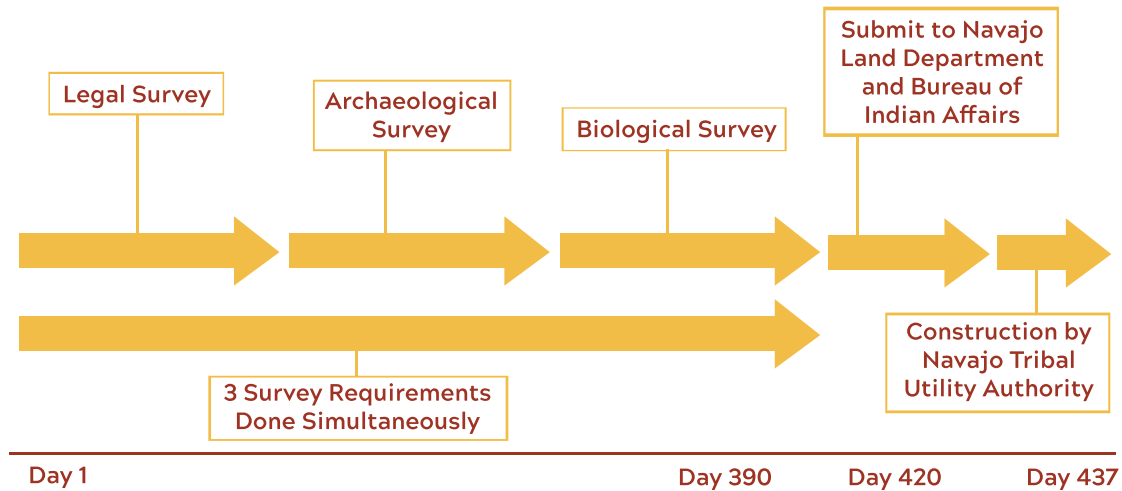 Legal Survey
Archaeological
Survey
Biological Survey
Submit to Navajo
Land Department
and Bureau of
Indian Affairs
3 Survey Requirements
Done Simultaneously
Construction by
Navajo Tribal
Utility Authority
Day 1
Day 390
Day 420
Day 437